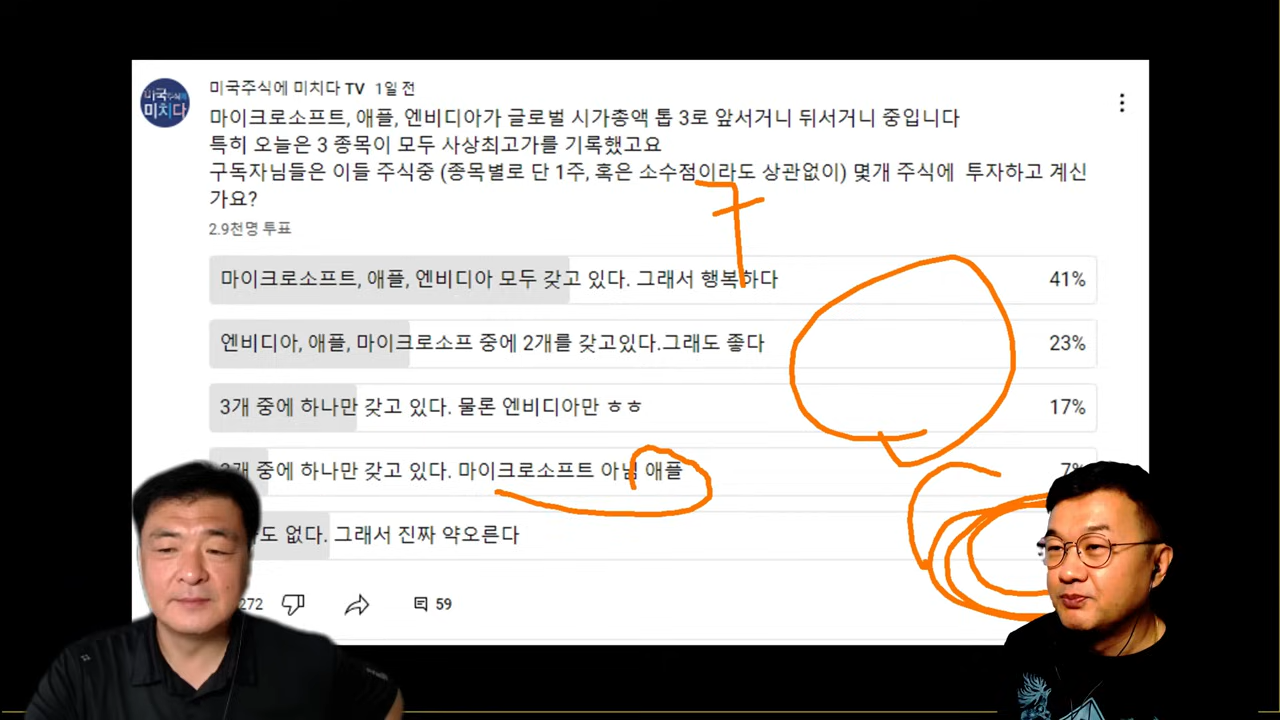 미국주식에 미치다 TV 1일 전
미국주식에
미치다
마이크로소프트, 애플, 엔비디아가 글로벌 시가총액 톱 3로 앞서거니 뒤서거니 중입니다
특히 오늘은 3 종목이 모두 사상최고가를 기록했고요
구독자님들은 이들 주식중 (종목별로 단 1주, 혹은 소수점이라도 상관없이) 몇개 주식에 투자하고 계신
가요?
2.9천명 투표
7
마이크로소프트, 애플, 엔비디아 모두 갖고 있다. 그래서 행복하다 41%
엔비디아, 애플, 마이크로소프 중에 2개를 갖고있다.그래도 좋다 23%
3개 중에 하나만 갖고 있다. 물론 엔비디아만 ㅎㅎ 17%
3개 중에 하나만 갖고 있다. 마이크로소프트 아님 애플 7%
없다. 그래서 진짜 약오른다
272 59